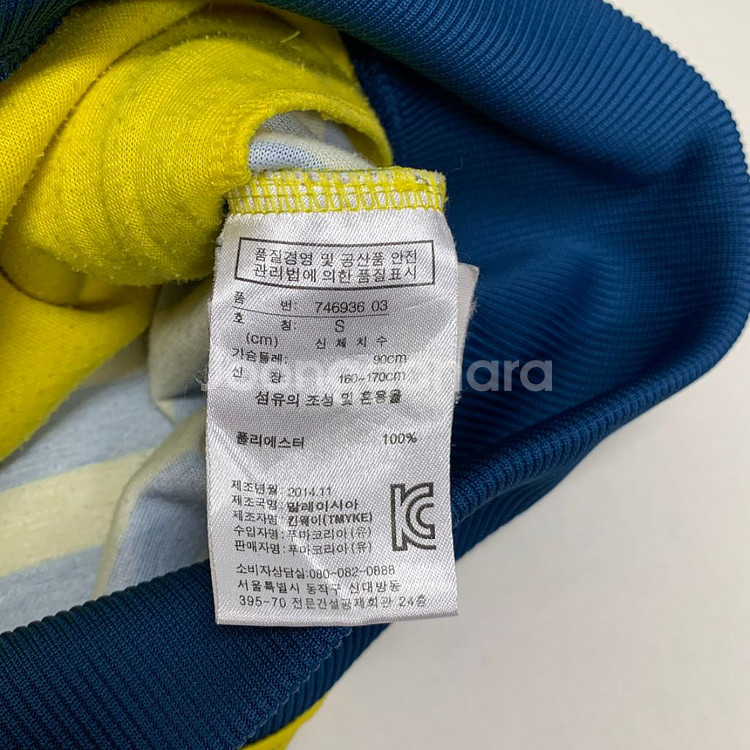 품질경영 및 공산품 안전
관리법에 의한 품질표시
품 번: 746936 03
호 칭: S
(cm) 신 체 치 수
가슴둘레: 90cm
신 장: 160~170cm
섬유의 조성 및 혼용율
폴리에스터 100%
제조년월: 2014.11
제조국명: 말레이시아
제조자명: 킨웨이(TMYKE)
수입자명: 푸마코리아(유)
판매자명: 푸마코리아(유)
소비자상담실:080-082-0888
서울특별시 동작구 신대방동
395-70 전문건설공제회관 24층